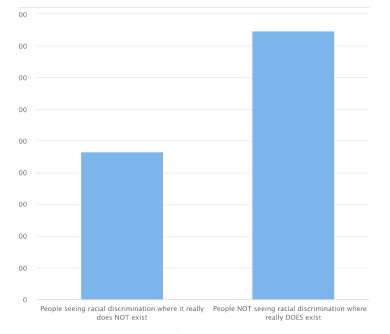 00
00
00
00
00
00
00
00
00
0
People seeing racial discrimination where it really
does NOT exist
People NOT seeing racial discrimination where
really DOES exist